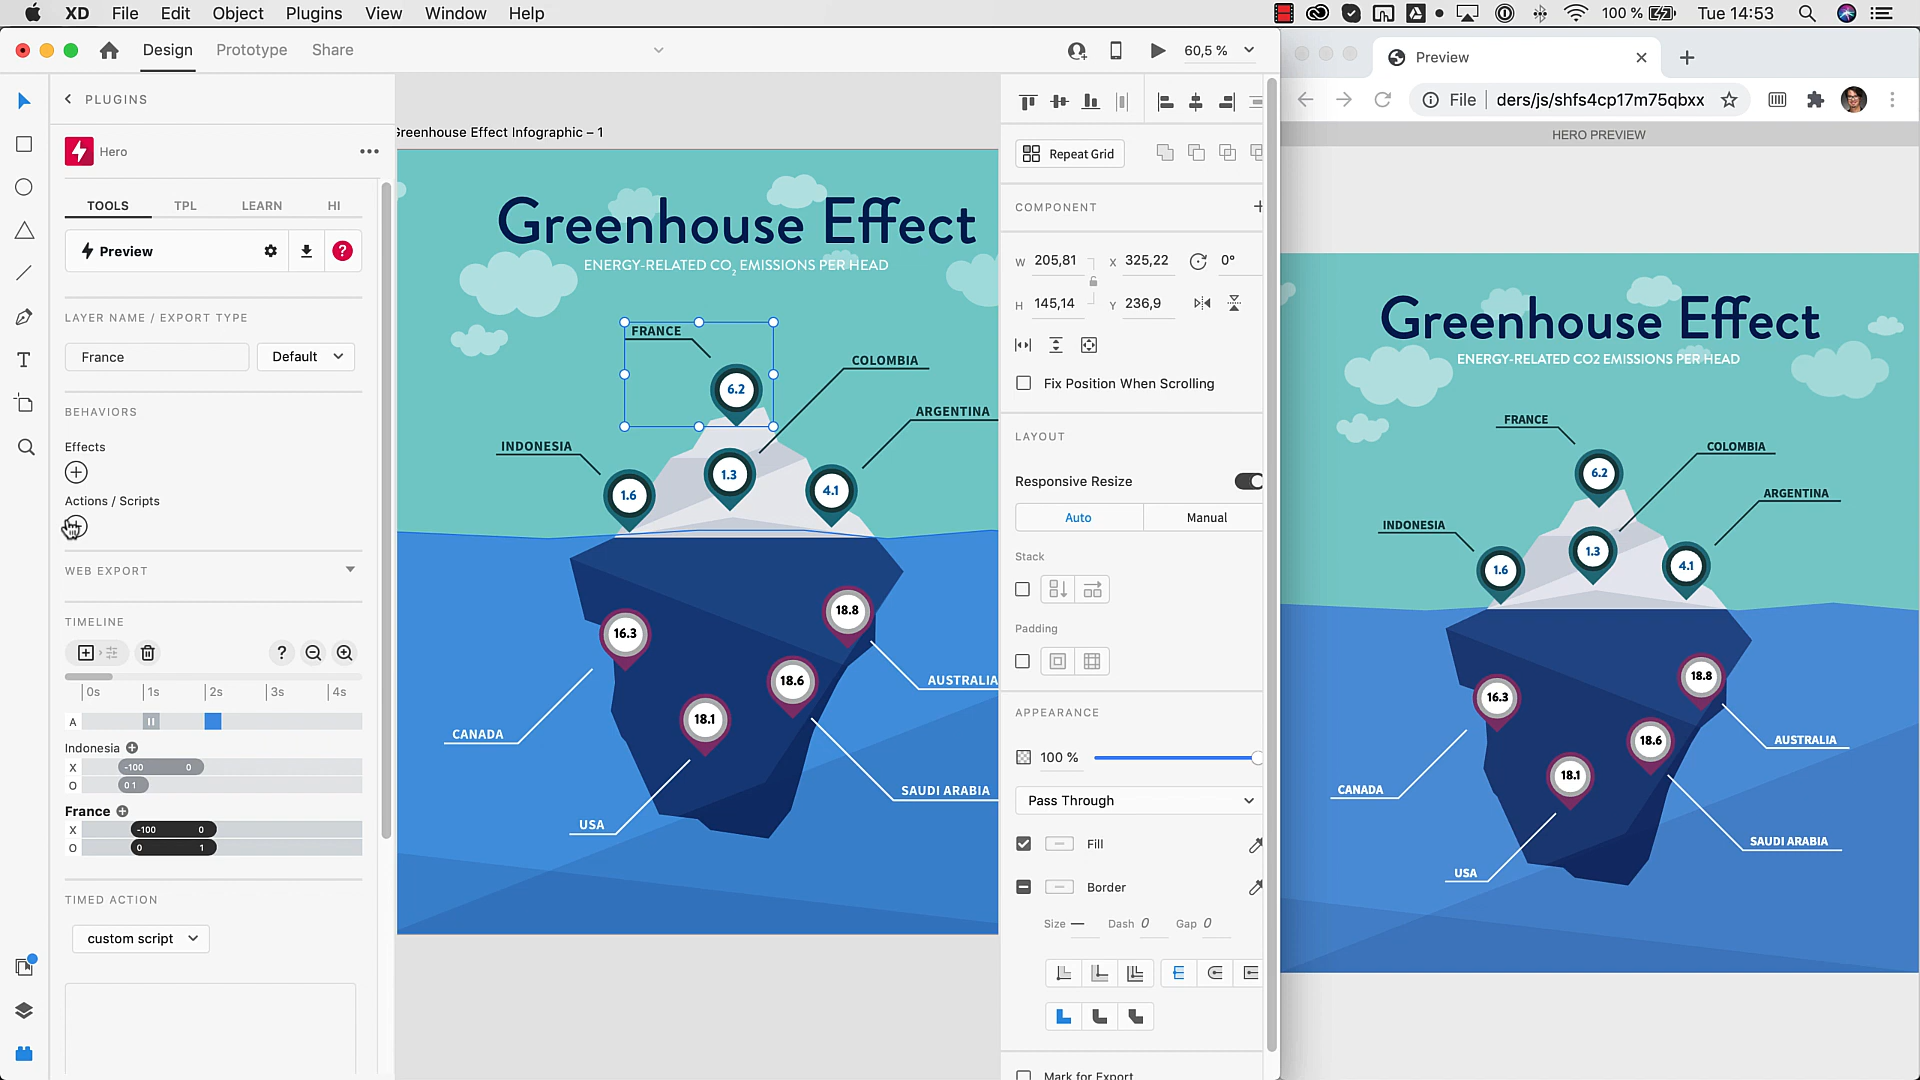 XD File Edit Object Plugins View Window Help 100 % Tue 14:53
Design Prototype Share 60,5 %
Preview
File ders/js/shfs4cp17m75qbxx
HERO PREVIEW
PLUGINS
Hero
TOOLS TPL LEARN HI
Preview ?
LAYER NAME / EXPORT TYPE
France Default
BEHAVIORS
Effects
Actions / Scripts
WEB EXPORT
TIMELINE
?
0s 1s 2s 3s 4s
A
Indonesia
X -100 0
O 0 1
France
X -100 0
O 0 1
TIMED ACTION
custom script
Greenhouse Effect Infographic – 1
Greenhouse Effect
ENERGY-RELATED CO2 EMISSIONS PER HEAD
FRANCE
COLOMBIA
6.2
ARGENTINA
INDONESIA
1.3
1.6
4.1
18.8
16.3
18.6
AUSTRALIA
18.1
CANADA
SAUDI ARABIA
USA
Repeat Grid
COMPONENT +
W 205,81 X 325,22 0°
H 145,14 Y 236,9
Fix Position When Scrolling
LAYOUT
Responsive Resize
Auto Manual
Stack
Padding
APPEARANCE
100 %
Pass Through
Fill
Border
Size — Dash 0 Gap 0
Mark for Export
Greenhouse Effect
ENERGY-RELATED CO2 EMISSIONS PER HEAD
FRANCE
COLOMBIA
6.2
ARGENTINA
INDONESIA
1.3
1.6
4.1
18.8
16.3
18.6
AUSTRALIA
18.1
CANADA
SAUDI ARABIA
USA